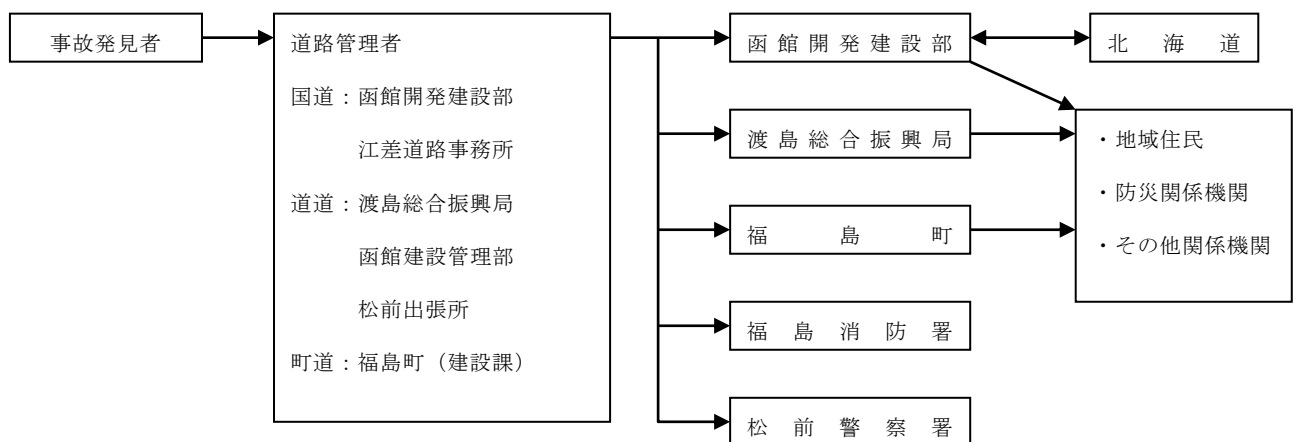 事故発見者
道路管理者
国道：函館開発建設部
江差道路事務所
道道：渡島総合振興局
函館建設管理部
松前出張所
町道：福島町（建設課）
函館開発建設部
渡島総合振興局
福島町
福島消防署
松前警察署
北海道
・地域住民
・防災関係機関
・その他関係機関